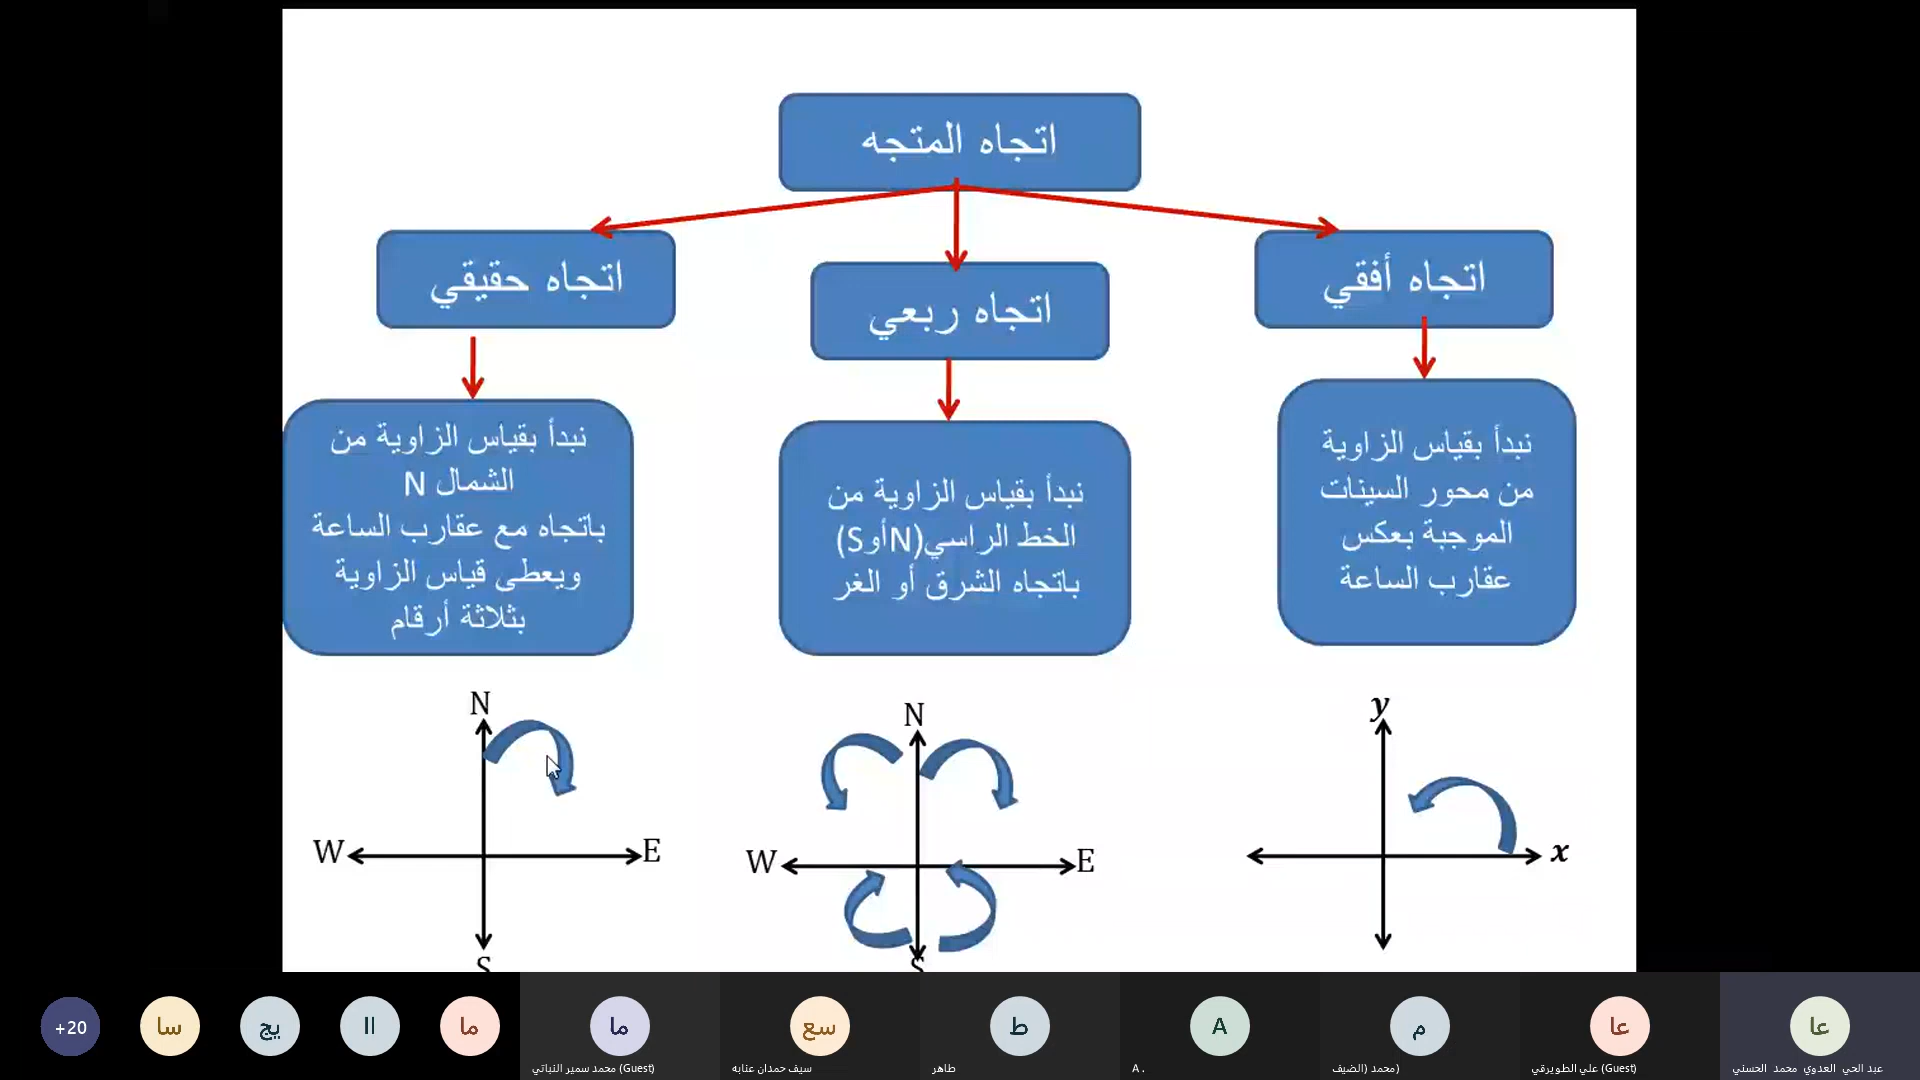 اتجاه المتجه
اتجاه أفقي
اتجاه ربعي
اتجاه حقيقي
نبدأ بقياس الزاوية
من محور السينات
الموجبة بعكس
عقارب الساعة
نبدأ بقياس الزاوية من
الخط الراسي(NأوS)
باتجاه الشرق أو الغر
نبدأ بقياس الزاوية من
الشمال N
باتجاه مع عقارب الساعة
ويعطى قياس الزاوية
بثلاثة أرقام
y
x
N
W
E
S
N
W
E
S
عا
عا
م
A
ط
سع
ما
ما
اا
يج
سا
+20
عبد الحي العدوي محمد الحسني
علي الطويرقي (Guest)
محمد (الضيف)
A .
طاهر
سيف حمدان عنابه
محمد سمير النباتي (Guest)